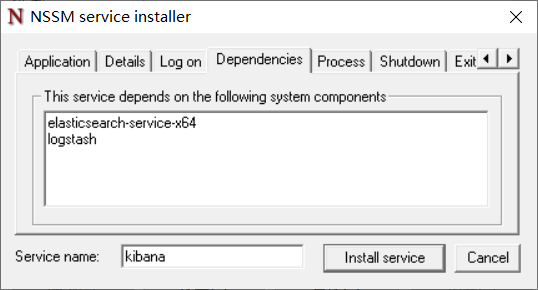 N NSSM service installer
Application Details Log on Dependencies Process Shutdown Exit
This service depends on the following system components
elasticsearch-service-x64
logstash
Service name: kibana Install service Cancel